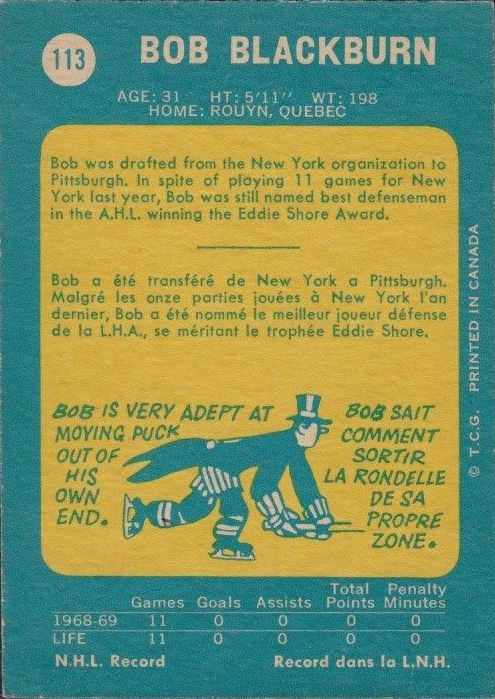 113
BOB BLACKBURN
AGE: 31 HT: 5'11'' WT: 198
HOME: ROUYN, QUEBEC
Bob was drafted from the New York organization to
Pittsburgh. In spite of playing 11 games for New
York last year, Bob was still named best defenseman
in the A.H.L. winning the Eddie Shore Award.
Bob a été transféré de New York a Pittsburgh.
Malgré les onze parties jouées à New York l'an
dernier, Bob a été nommé le meilleur joueur défense
de la L.H.A., se méritant le trophée Eddie Shore.
BOB IS VERY ADEPT AT
MOVING PUCK
OUT OF
HIS
OWN
END.
BOB SAIT
COMMENT
SORTIR
LA RONDELLE
DE SA
PROPRE
ZONE.
© T.C.G. PRINTED IN CANADA
Games Goals Assists Total Points Penalty Minutes
1968-69 11 0 0 0 0
LIFE 11 0 0 0 0
N.H.L. Record Record dans la L.N.H.